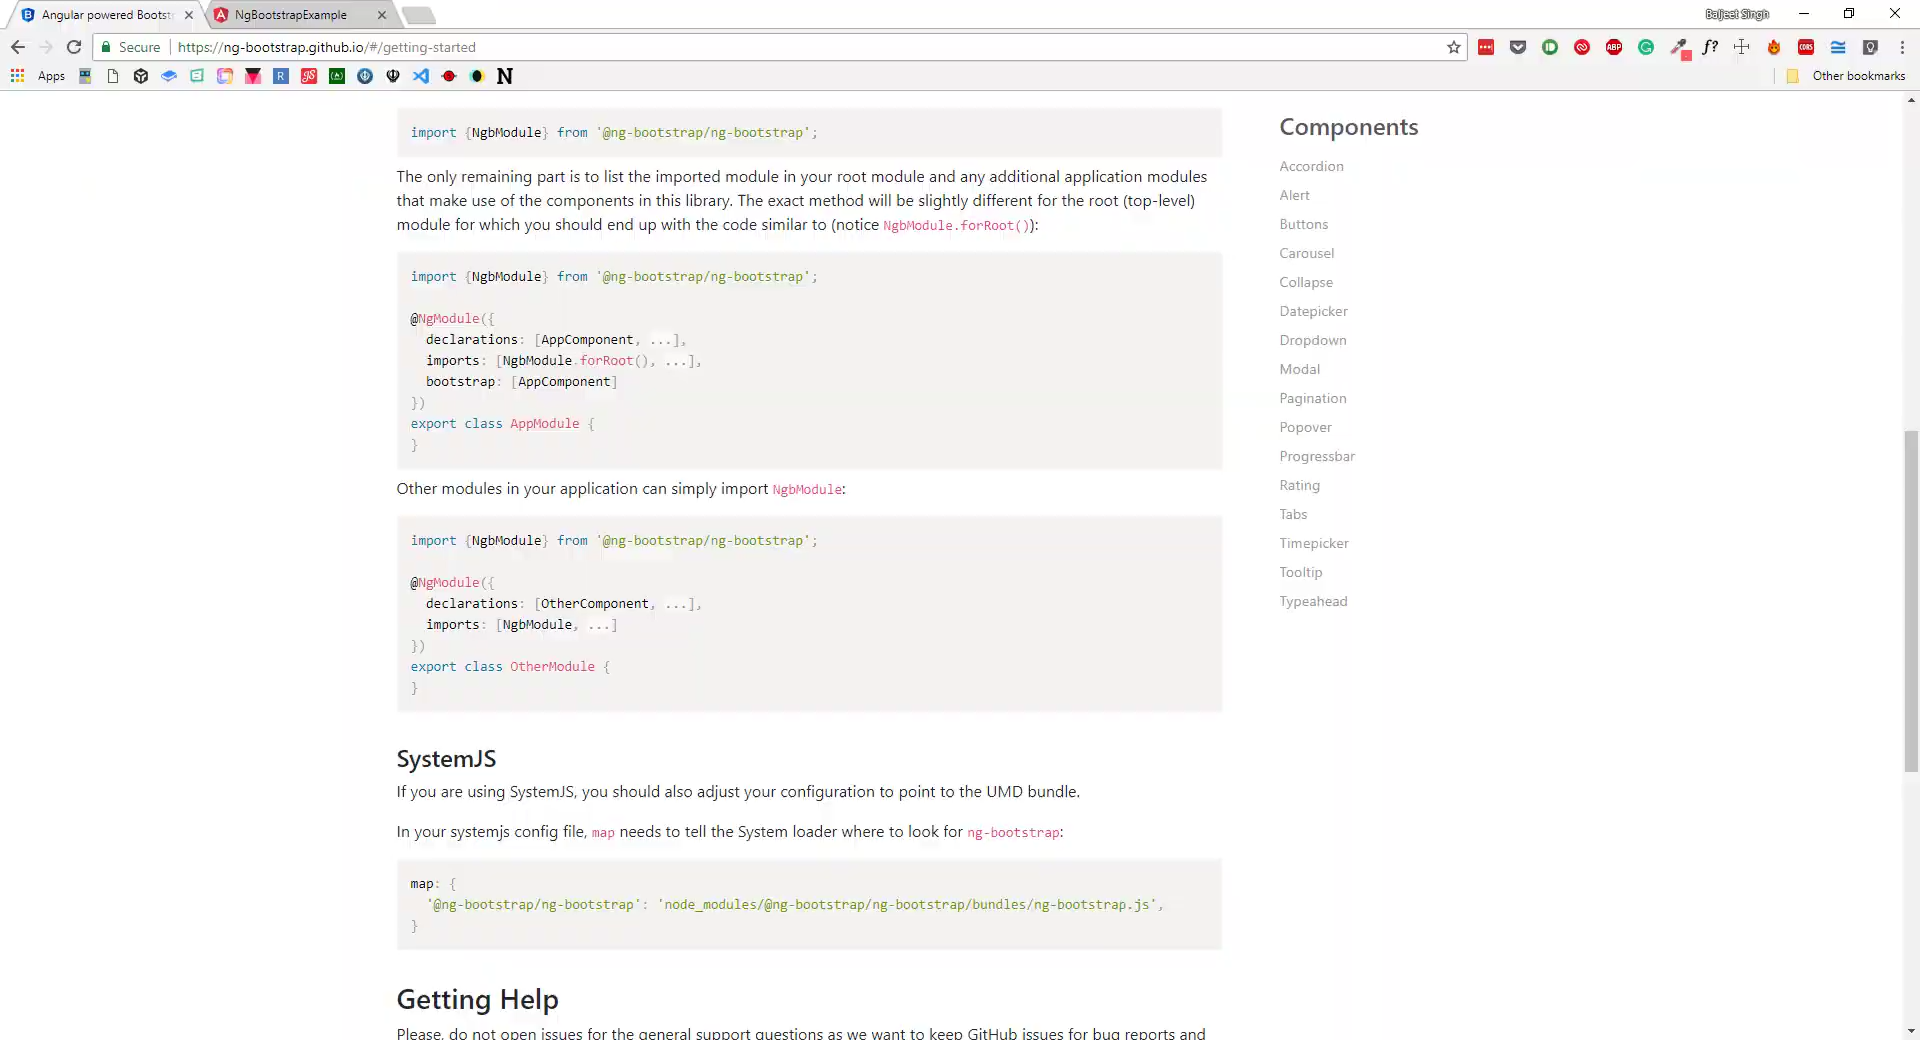 Angular powered Bootst
NgBootstrapExample
Baljeet Singh
Secure
https://ng-bootstrap.github.io/#/getting-started
Apps
Other bookmarks
import {NgbModule} from '@ng-bootstrap/ng-bootstrap';
The only remaining part is to list the imported module in your root module and any additional application modules
that make use of the components in this library. The exact method will be slightly different for the root (top-level)
module for which you should end up with the code similar to (notice NgbModule.forRoot()):
import {NgbModule} from '@ng-bootstrap/ng-bootstrap';
@NgModule({
declarations: [AppComponent, ...],
imports: [NgbModule.forRoot(), ...],
bootstrap: [AppComponent]
})
export class AppModule {
}
Other modules in your application can simply import NgbModule:
import {NgbModule} from '@ng-bootstrap/ng-bootstrap';
@NgModule({
declarations: [OtherComponent, ...],
imports: [NgbModule, ...]
})
export class OtherModule {
}
SystemJS
If you are using SystemJS, you should also adjust your configuration to point to the UMD bundle.
In your systemjs config file, map needs to tell the System loader where to look for ng-bootstrap:
map: {
'@ng-bootstrap/ng-bootstrap': 'node_modules/@ng-bootstrap/ng-bootstrap/bundles/ng-bootstrap.js',
}
Getting Help
Please, do not open issues for the general support questions as we want to keep GitHub issues for bug reports and
Components
Accordion
Alert
Buttons
Carousel
Collapse
Datepicker
Dropdown
Modal
Pagination
Popover
Progressbar
Rating
Tabs
Timepicker
Tooltip
Typeahead